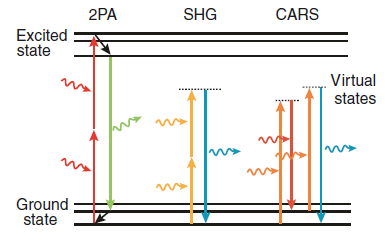 2PA SHG CARS
Excited
state
Virtual
states
Ground
state